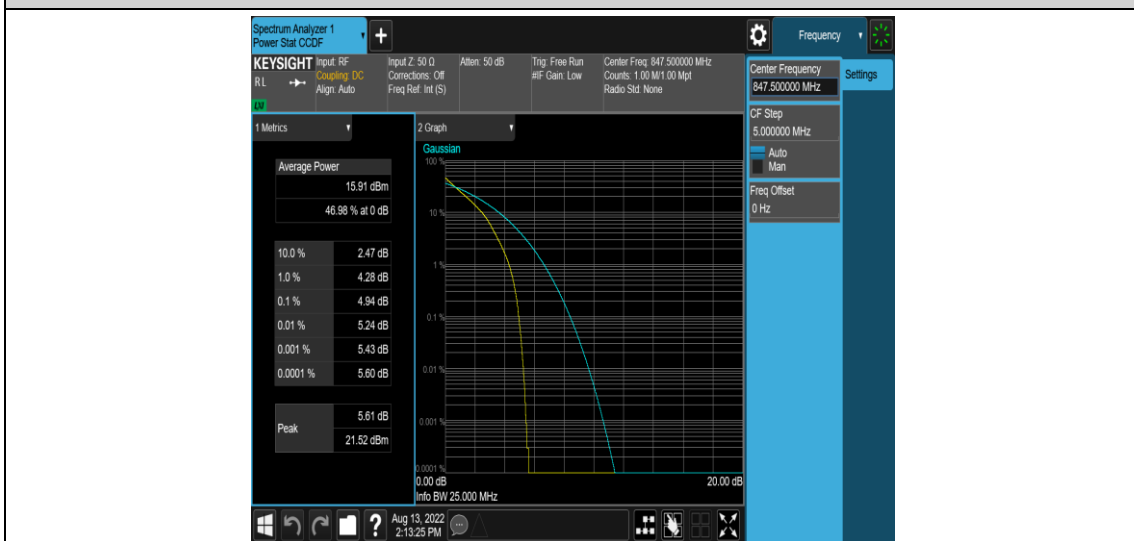 Spectrum Analyzer 1
Power Stat CCDF
+
Frequency
KEYSIGHT
RL
LXI
Input: RF
Coupling: DC
Align: Auto
Input Z: 50 Ω
Corrections: Off
Freq Ref: Int (S)
Atten: 50 dB
Trig: Free Run
#IF Gain: Low
Center Freq: 847.500000 MHz
Counts: 1.00 M/1.00 Mpt
Radio Std: None
Center Frequency
847.500000 MHz
Settings
CF Step
5.000000 MHz
Auto
Man
Freq Offset
0 Hz
1 Metrics
Average Power
15.91 dBm
46.98 % at 0 dB
10.0 % 2.47 dB
1.0 % 4.28 dB
0.1 % 4.94 dB
0.01 % 5.24 dB
0.001 % 5.43 dB
0.0001 % 5.60 dB
Peak
5.61 dB
21.52 dBm
2 Graph
Gaussian
100 %
10 %
1 %
0.1 %
0.01 %
0.001 %
0.0001 %
0.00 dB
20.00 dB
Info BW 25.000 MHz
?
Aug 13, 2022
2:13:25 PM